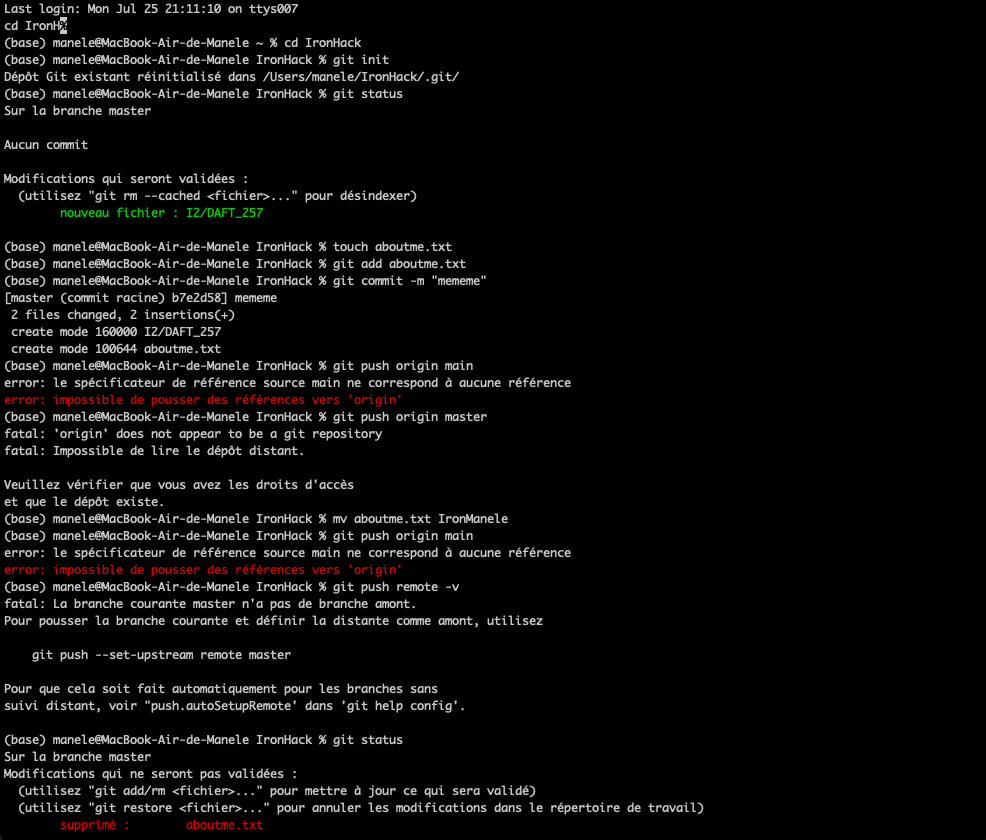 Last login: Mon Jul 25 21:11:10 on ttys007
cd IronH%
(base) manele@MacBook-Air-de-Manele ~ % cd IronHack
(base) manele@MacBook-Air-de-Manele IronHack % git init
Dépôt Git existant réinitialisé dans /Users/manele/IronHack/.git/
(base) manele@MacBook-Air-de-Manele IronHack % git status
Sur la branche master
Aucun commit
Modifications qui seront validées :
(utilisez "git rm --cached <fichier>..." pour désindexer)
nouveau fichier : I2/DAFT_257
(base) manele@MacBook-Air-de-Manele IronHack % touch aboutme.txt
(base) manele@MacBook-Air-de-Manele IronHack % git add aboutme.txt
(base) manele@MacBook-Air-de-Manele IronHack % git commit -m "mememe"
[master (commit racine) b7e2d58] mememe
2 files changed, 2 insertions(+)
create mode 160000 I2/DAFT_257
create mode 100644 aboutme.txt
(base) manele@MacBook-Air-de-Manele IronHack % git push origin main
error: le spécificateur de référence source main ne correspond à aucune référence
error: impossible de pousser des références vers 'origin'
(base) manele@MacBook-Air-de-Manele IronHack % git push origin master
fatal: 'origin' does not appear to be a git repository
fatal: Impossible de lire le dépôt distant.
Veuillez vérifier que vous avez les droits d'accès
et que le dépôt existe.
(base) manele@MacBook-Air-de-Manele IronHack % mv aboutme.txt IronManele
(base) manele@MacBook-Air-de-Manele IronHack % git push origin main
error: le spécificateur de référence source main ne correspond à aucune référence
error: impossible de pousser des références vers 'origin'
(base) manele@MacBook-Air-de-Manele IronHack % git push remote -v
fatal: La branche courante master n'a pas de branche amont.
Pour pousser la branche courante et définir la distante comme amont, utilisez
git push --set-upstream remote master
Pour que cela soit fait automatiquement pour les branches sans
suivi distant, voir "push.autoSetupRemote' dans 'git help config'.
(base) manele@MacBook-Air-de-Manele IronHack % git status
Sur la branche master
Modifications qui ne seront pas validées :
(utilisez "git add/rm <fichier>..." pour mettre à jour ce qui sera validé)
(utilisez "git restore <fichier>..." pour annuler les modifications dans le répertoire de travail)
supprimé : aboutme.txt